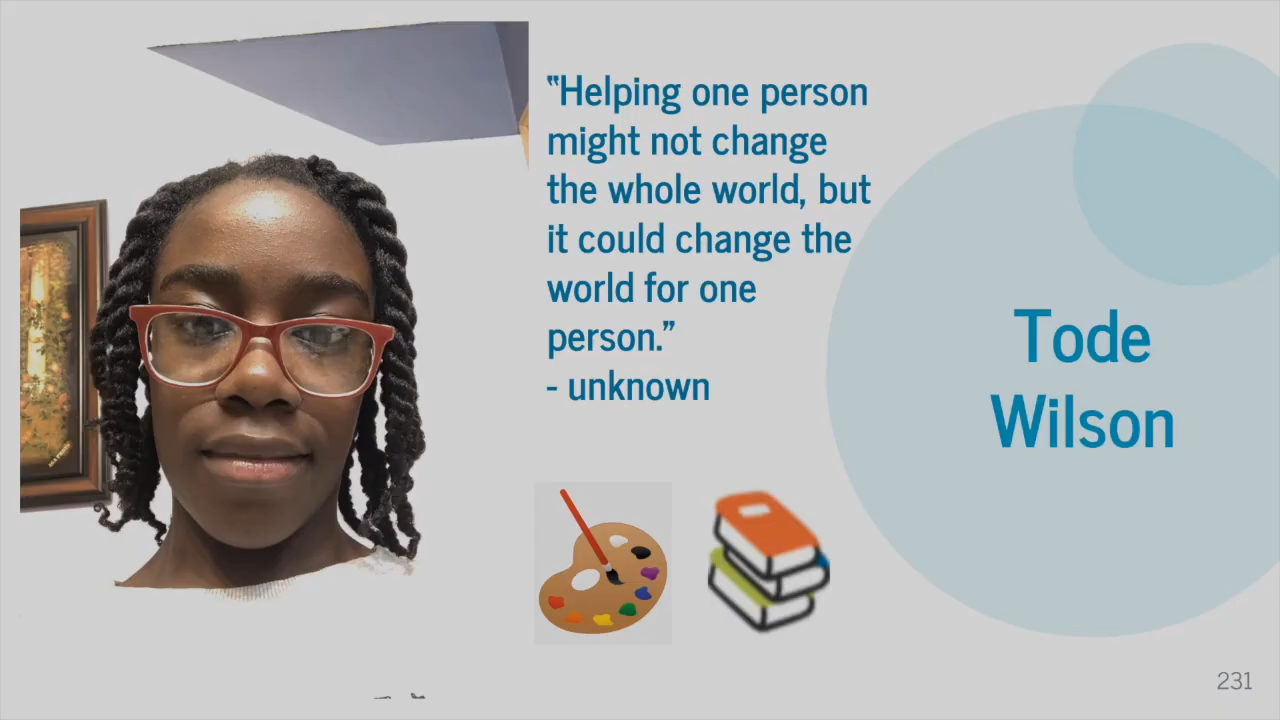 “Helping one person
might not change
the whole world, but
it could change the
world for one
person.”
- unknown
Tode
Wilson
231